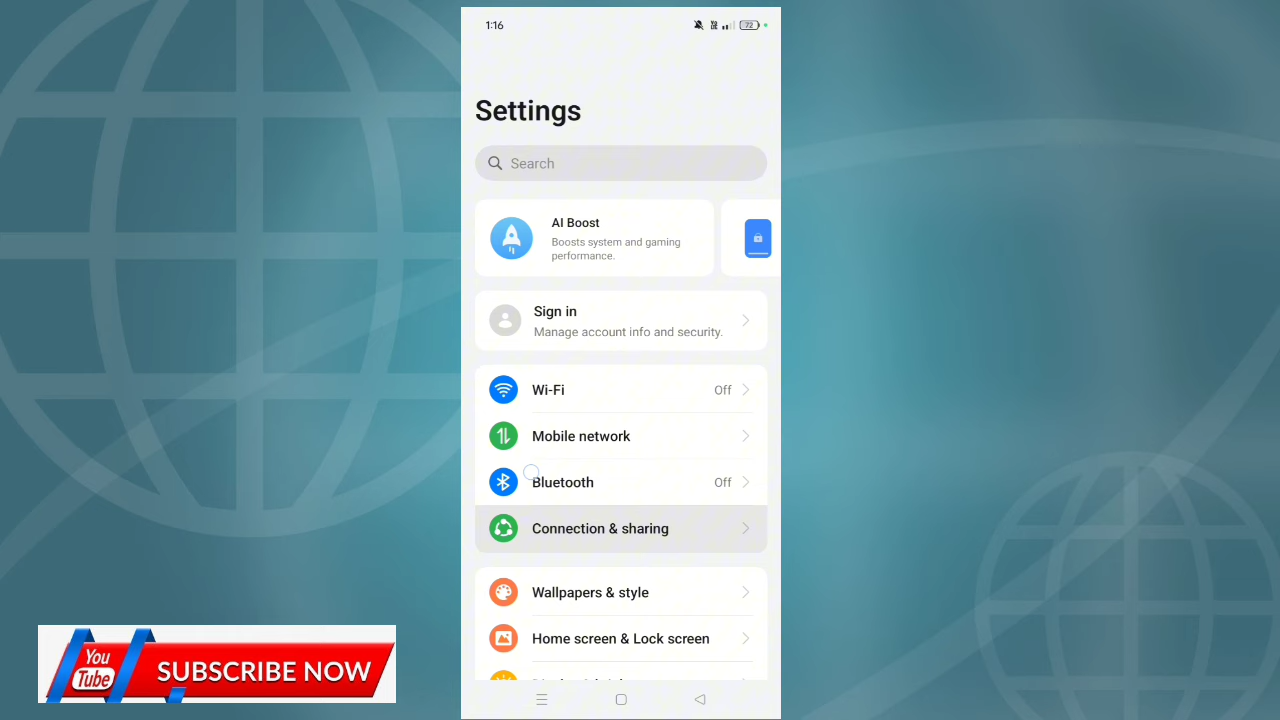 1:16
72
Settings
Search
AI Boost
Boosts system and gaming
performance.
Sign in
Manage account info and security.
Wi-Fi
Off
Mobile network
Bluetooth
Off
Connection & sharing
Wallpapers & style
Home screen & Lock screen
You
Tube
SUBSCRIBE NOW